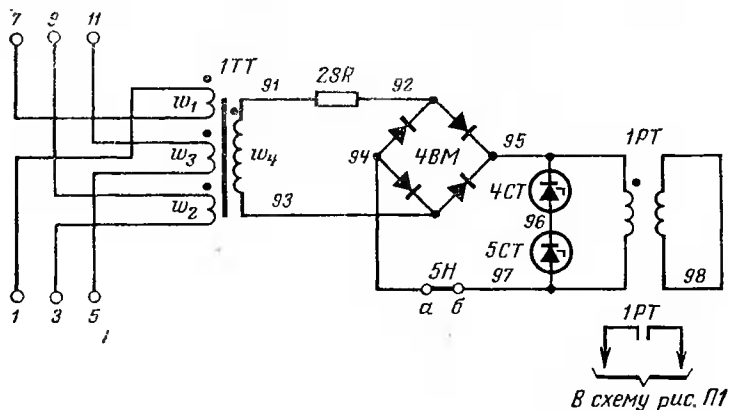 7 9 11
1ТТ
91 28R 92
w₁
w₃
w₂
w₄
94 4ВМ 95
1РТ
4СТ
96
5СТ
93
5Н
97
98
а б
1 3 5
1РТ
В схему рис. П1